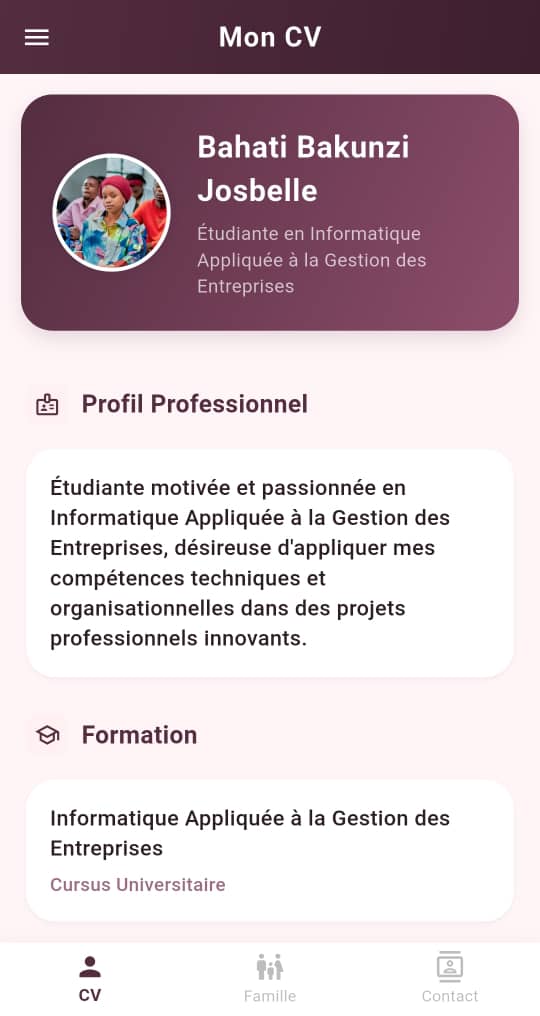 Mon CV
Bahati Bakunzi
Josbelle
Étudiante en Informatique
Appliquée à la Gestion des
Entreprises
Profil Professionnel
Étudiante motivée et passionnée en
Informatique Appliquée à la Gestion des
Entreprises, désireuse d'appliquer mes
compétences techniques et
organisationnelles dans des projets
professionnels innovants.
Formation
Informatique Appliquée à la Gestion des
Entreprises
Cursus Universitaire
CV
Famille
Contact